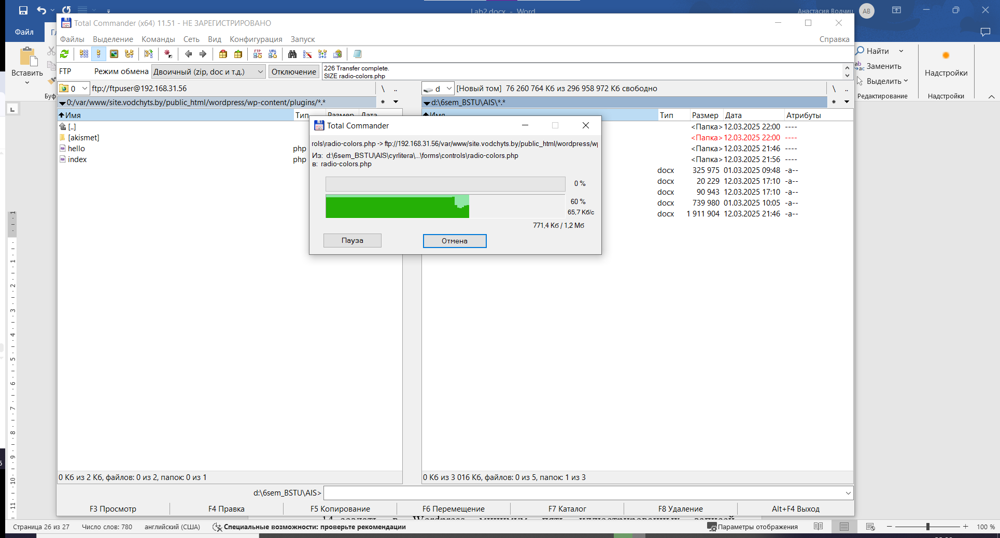 Lab2.docx - Word
Анастасия Водчиц
АВ
Файл
Total Commander (x64) 11.51 - НЕ ЗАРЕГИСТРИРОВАНО
Файлы Выделение Команды Сеть Вид Конфигурация Запуск Справка
Вставить
Найти
Заменить
Выделить
Редактирование
Надстройки
Надстройки
FTP Режим обмена Двоичный (zip, doc и т.д.) Отключение
226 Transfer complete.
SIZE radio-colors.php
0 ftp://ftpuser@192.168.31.56 \ ..
d [Новый том] 76 260 764 Кб из 296 958 972 Кб свободно \ ..
0:/var/www/site.vodchyts.by/public_html/wordpress/wp-content/plugins/*.* *
d:\6sem_BSTU\AIS\*.* *
Имя Тип Размер Дата
[..]
[akismet]
hello php
index php
Имя Тип Размер Дата Атрибуты
<Папка> 12.03.2025 22:00 ----
<Папка> 12.03.2025 22:00 ----
<Папка> 12.03.2025 21:46 ----
<Папка> 12.03.2025 21:56 ----
docx 325 975 01.03.2025 09:48 -a--
docx 20 229 12.03.2025 17:10 -a--
docx 90 943 12.03.2025 17:10 -a--
docx 739 980 01.03.2025 10:05 -a--
docx 1 911 904 12.03.2025 21:46 -a--
Total Commander
rols\radio-colors.php -> ftp://192.168.31.56/var/www/site.vodchyts.by/public_html/wordpress/wp
Из: d:\6sem_BSTU\AIS\cyrlitera\...\forms\controls\radio-colors.php
в: radio-colors.php
0 %
60 %
65,7 Кб/с
771,4 Кб / 1,2 Мб
Пауза Отмена
0 Кб из 2 Кб, файлов: 0 из 2, папок: 0 из 1
0 Кб из 3 016 Кб, файлов: 0 из 5, папок: 1 из 3
d:\6sem_BSTU\AIS>
F3 Просмотр F4 Правка F5 Копирование F6 Перемещение F7 Каталог F8 Удаление Alt+F4 Выход
Страница 26 из 27 Число слов: 780 английский (США) Специальные возможности: проверьте рекомендации Параметры отображения 100 %